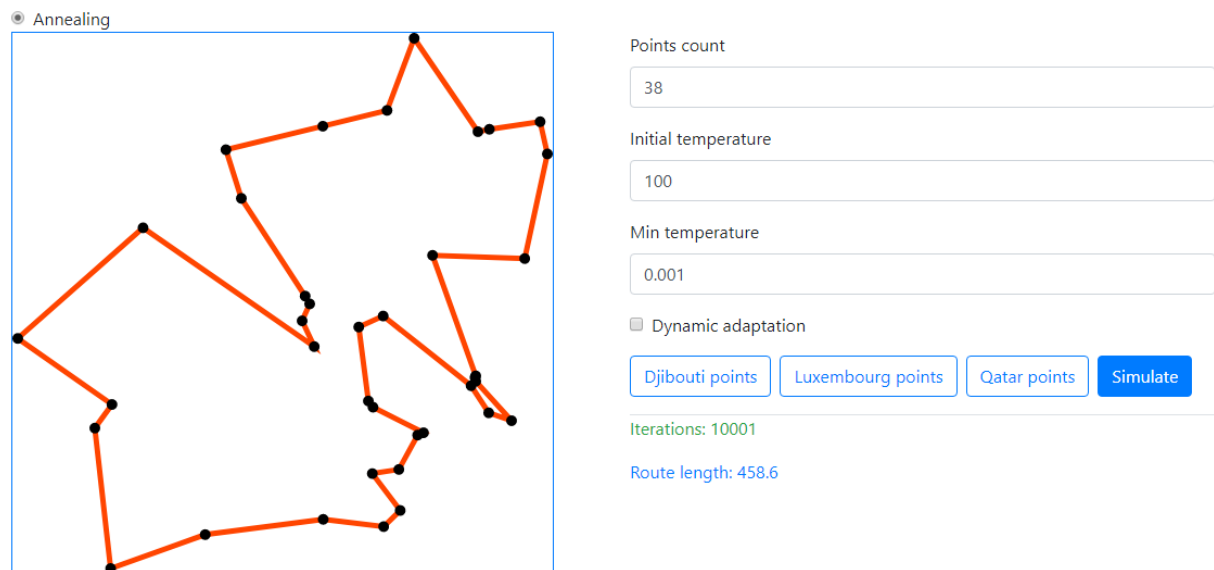 Annealing
Points count
38
Initial temperature
100
Min temperature
0.001
Dynamic adaptation
Djibouti points Luxembourg points Qatar points Simulate
Iterations: 10001
Route length: 458.6